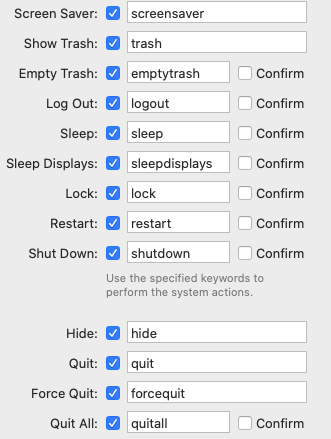 Screen Saver: screensaver
Show Trash: trash
Empty Trash: emptytrash Confirm
Log Out: logout Confirm
Sleep: sleep Confirm
Sleep Displays: sleepdisplays Confirm
Lock: lock Confirm
Restart: restart Confirm
Shut Down: shutdown Confirm
Use the specified keywords to
perform the system actions.
Hide: hide
Quit: quit
Force Quit: forcequit
Quit All: quitall Confirm